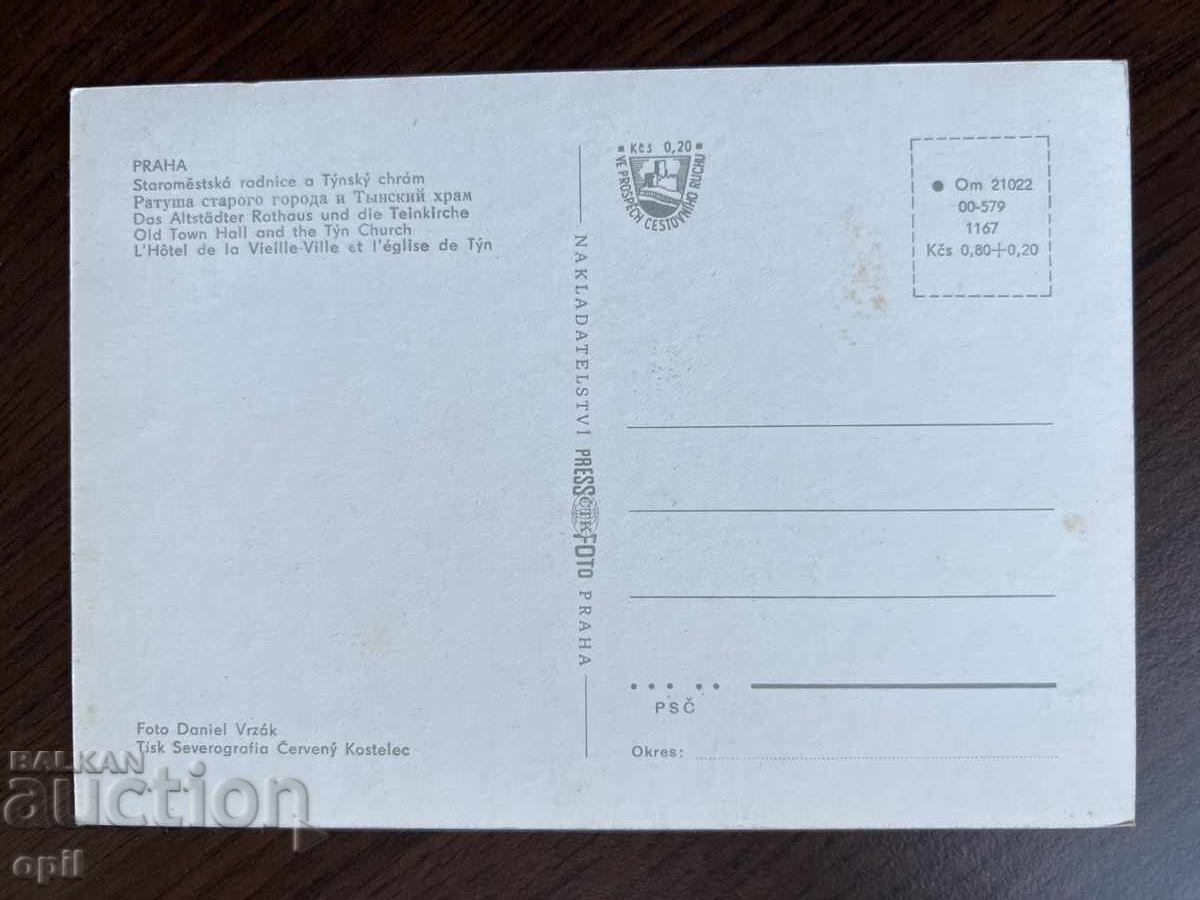 PRAHA
Staroměstská radnice a Týnský chrám
Ратуша старого города и Тынский храм
Das Altstädter Rathaus und die Teinkirche
Old Town Hall and the Týn Church
L'Hôtel de la Vieille-Ville et l'église de Týn
Foto Daniel Vrzák
Tisk Severografia Červený Kostelec
NAKLADATELSTVÍ PRESSFOTO PRAHA
ČTK
Kčs 0,20
VE PROSPĚCH CESTOVNÍHO RUCHU
Om 21022
00-579
1167
Kčs 0,80+0,20
PSČ
Okres:
BALKAN
auction
opil